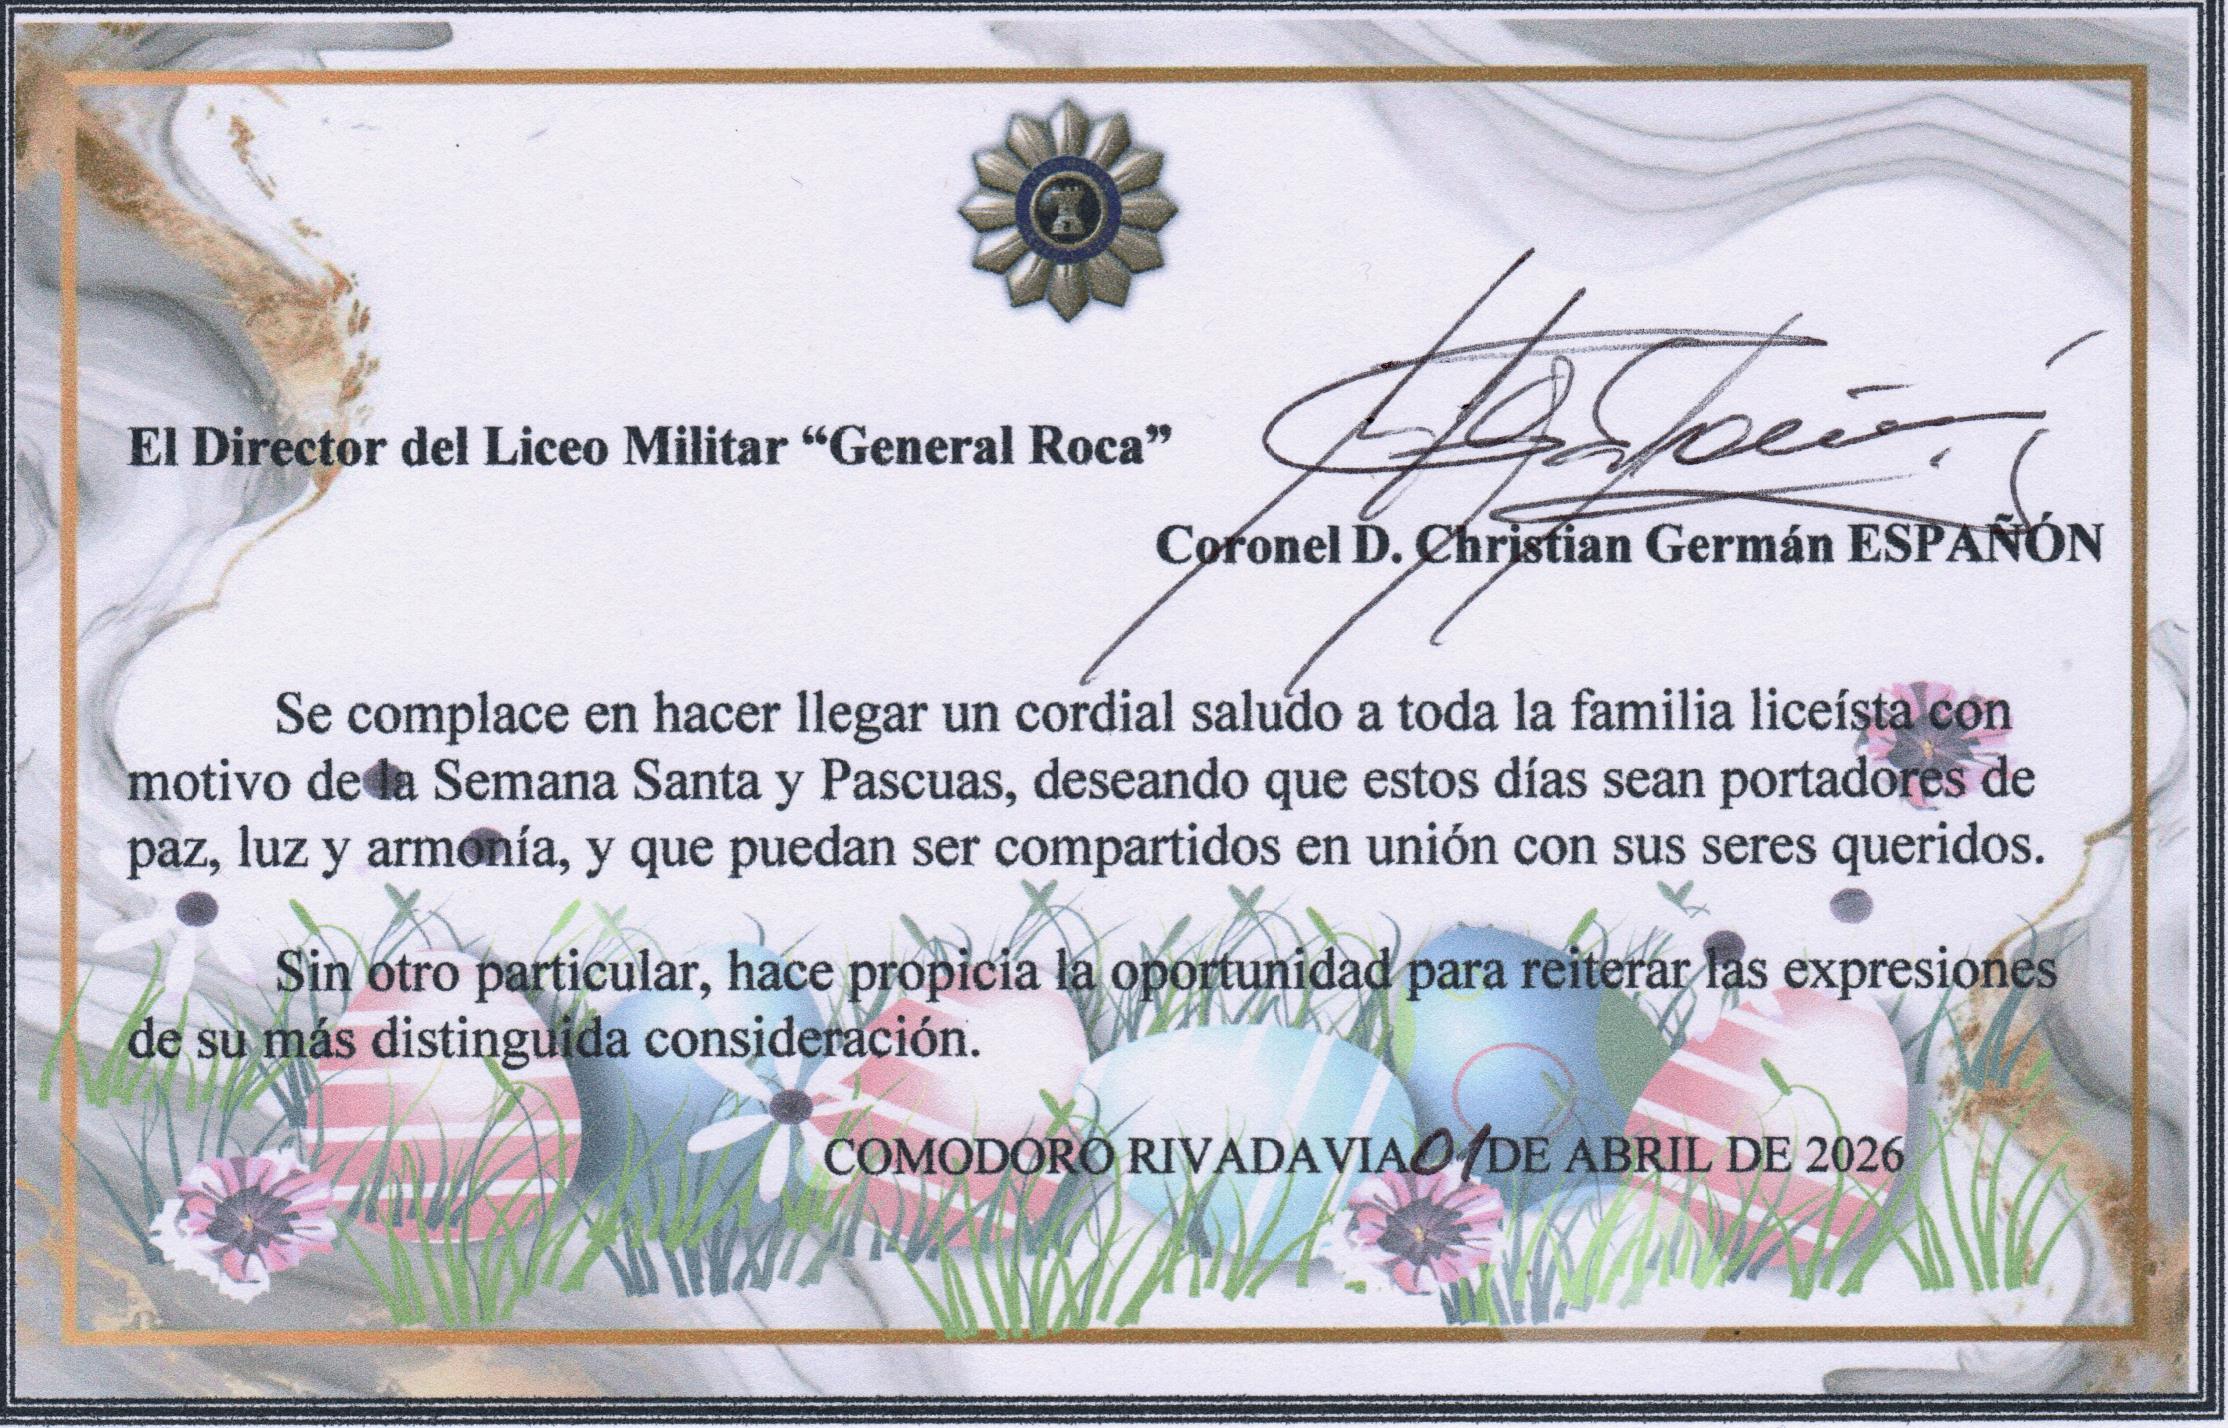 El Director del Liceo Militar “General Roca”
Coronel D. Christian Germán ESPAÑÓN
Se complace en hacer llegar un cordial saludo a toda la familia liceísta con
motivo de la Semana Santa y Pascuas, deseando que estos días sean portadores de
paz, luz y armonía, y que puedan ser compartidos en unión con sus seres queridos.
Sin otro particular, hace propicia la oportunidad para reiterar las expresiones
de su más distinguida consideración.
COMODORO RIVADAVIA 01 DE ABRIL DE 2026